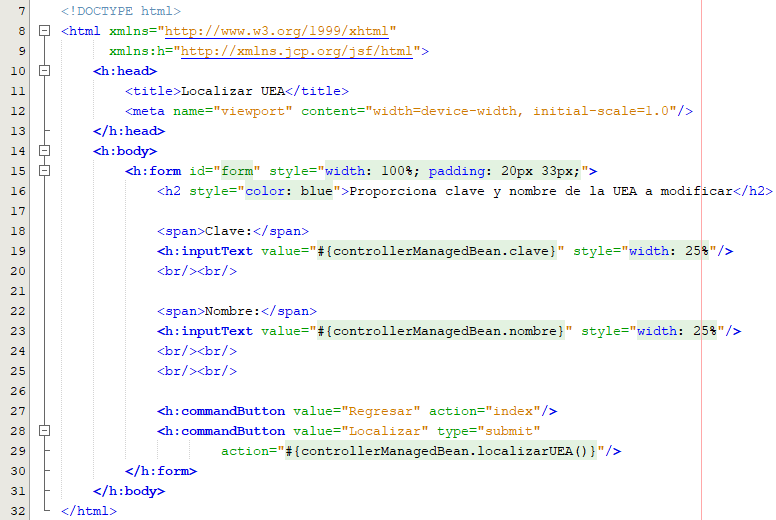 7 <!DOCTYPE html>
8 <html xmlns="http://www.w3.org/1999/xhtml"
9 xmlns:h="http://xmlns.jcp.org/jsf/html">
10 <h:head>
11 <title>Localizar UEA</title>
12 <meta name="viewport" content="width=device-width, initial-scale=1.0"/>
13 </h:head>
14 <h:body>
15 <h:form id="form" style="width: 100%; padding: 20px 33px;">
16 <h2 style="color: blue">Proporciona clave y nombre de la UEA a modificar</h2>
17
18 <span>Clave:</span>
19 <h:inputText value="#{controllerManagedBean.clave}" style="width: 25%"/>
20 <br/><br/>
21
22 <span>Nombre:</span>
23 <h:inputText value="#{controllerManagedBean.nombre}" style="width: 25%"/>
24 <br/><br/>
25 <br/><br/>
26
27 <h:commandButton value="Regresar" action="index"/>
28 <h:commandButton value="Localizar" type="submit"
29 action="#{controllerManagedBean.localizarUEA()}"/>
30 </h:form>
31 </h:body>
32 </html>